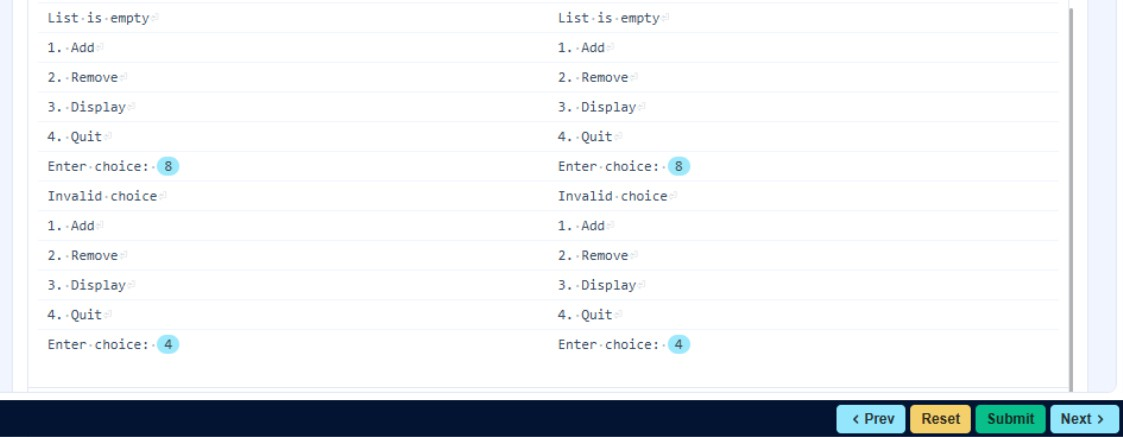 List is empty List is empty
1. Add 1. Add
2. Remove 2. Remove
3. Display 3. Display
4. Quit 4. Quit
Enter choice: 8 Enter choice: 8
Invalid choice Invalid choice
1. Add 1. Add
2. Remove 2. Remove
3. Display 3. Display
4. Quit 4. Quit
Enter choice: 4 Enter choice: 4
< Prev Reset Submit Next >